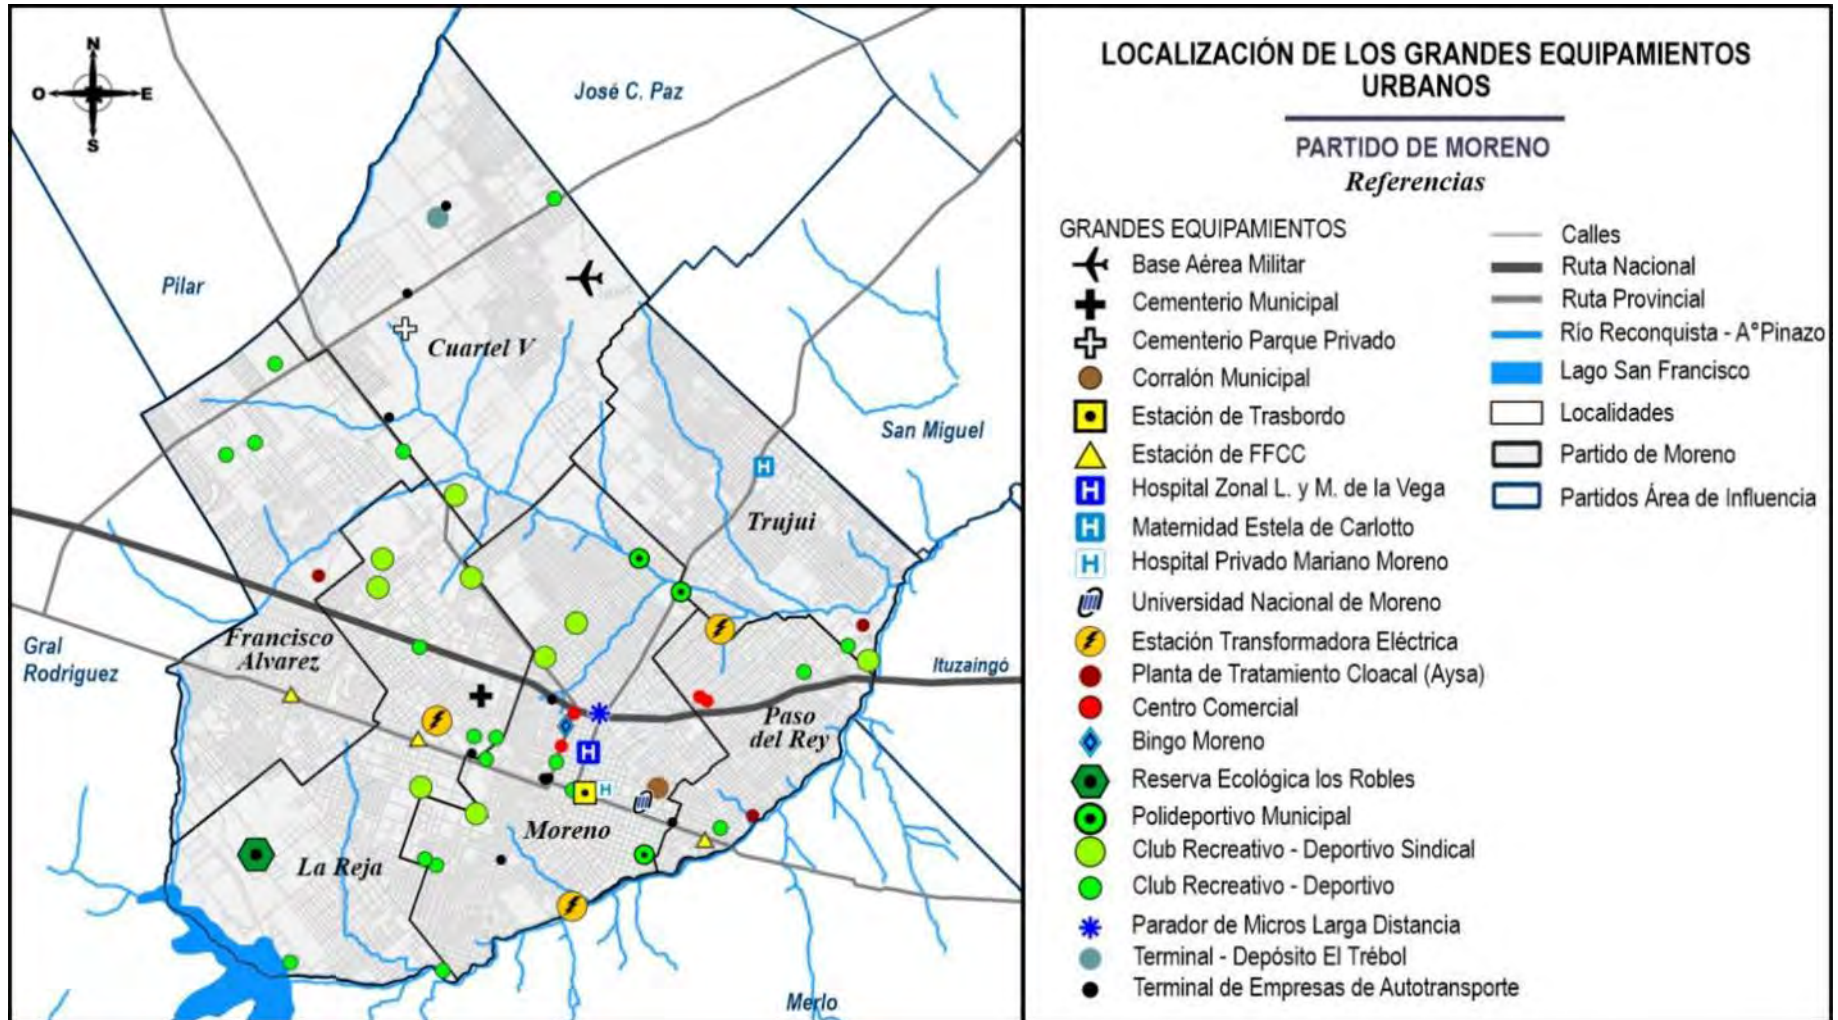 N
O
E
S
José C. Paz
Pilar
Cuartel V
San Miguel
Trujui
Gral
Rodriguez
Francisco
Alvarez
Ituzaingó
Paso
del Rey
Moreno
La Reja
Merlo
H
H
H
LOCALIZACIÓN DE LOS GRANDES EQUIPAMIENTOS
URBANOS
PARTIDO DE MORENO
Referencias
GRANDES EQUIPAMIENTOS
Base Aérea Militar
Cementerio Municipal
Cementerio Parque Privado
Corralón Municipal
Estación de Trasbordo
Estación de FFCC
H Hospital Zonal L. y M. de la Vega
H Maternidad Estela de Carlotto
H Hospital Privado Mariano Moreno
Universidad Nacional de Moreno
Estación Transformadora Eléctrica
Planta de Tratamiento Cloacal (Aysa)
Centro Comercial
Bingo Moreno
Reserva Ecológica los Robles
Polideportivo Municipal
Club Recreativo - Deportivo Sindical
Club Recreativo - Deportivo
Parador de Micros Larga Distancia
Terminal - Depósito El Trébol
Terminal de Empresas de Autotransporte
Calles
Ruta Nacional
Ruta Provincial
Río Reconquista - A°Pinazo
Lago San Francisco
Localidades
Partido de Moreno
Partidos Área de Influencia